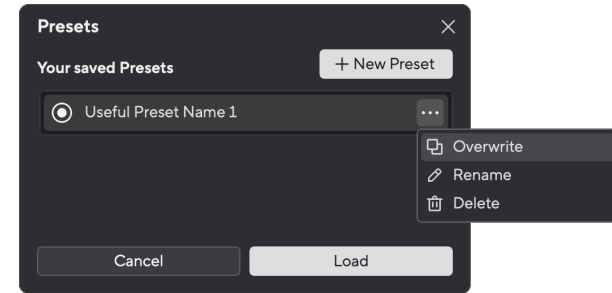 Presets
Your saved Presets
+ New Preset
Useful Preset Name 1
Overwrite
Rename
Delete
Cancel
Load